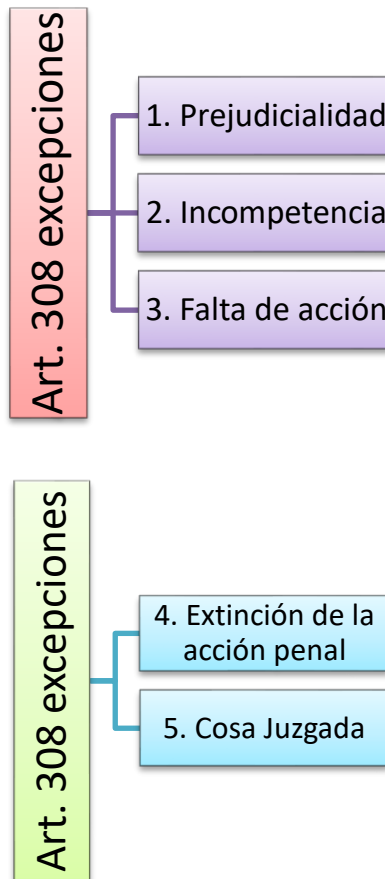 Art. 308 excepciones
1. Prejudicialidad
2. Incompetencia
3. Falta de acción
Art. 308 excepciones
4. Extinción de la
acción penal
5. Cosa Juzgada